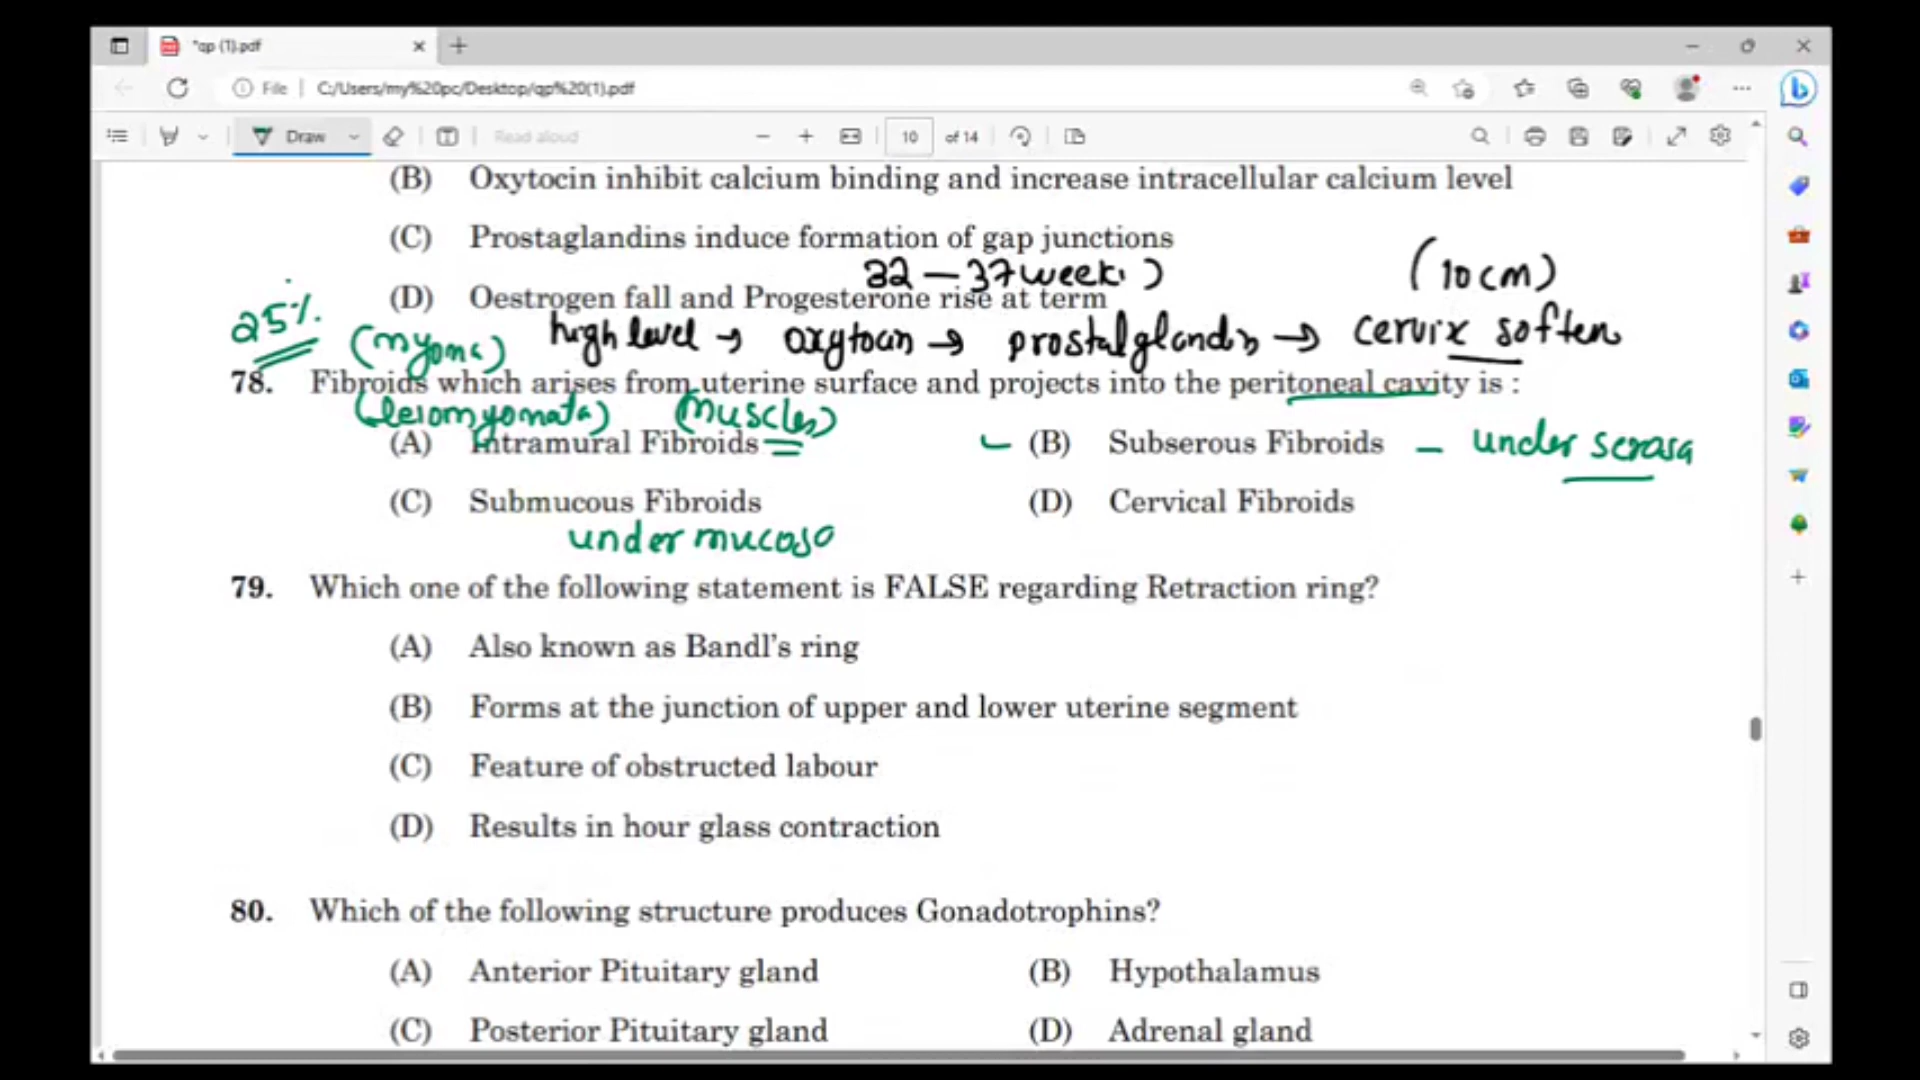 *qp (1).pdf
File | C:/Users/my%20pc/Desktop/qp%20(1).pdf
Draw
Read aloud
10 of 14
(B) Oxytocin inhibit calcium binding and increase intracellular calcium level
(C) Prostaglandins induce formation of gap junctions
32 – 37 week )
(10 cm)
(D) Oestrogen fall and Progesterone rise at term
25%
(myoma)
high level → oxytocin → prostalglandin → cervix soften
78. Fibroids which arises from uterine surface and projects into the peritoneal cavity is :
(leiomyomata) (muscles)
(A) Intramural Fibroids
(B) Subserous Fibroids – under serosa
(C) Submucous Fibroids
(D) Cervical Fibroids
under mucosa
79. Which one of the following statement is FALSE regarding Retraction ring?
(A) Also known as Bandl's ring
(B) Forms at the junction of upper and lower uterine segment
(C) Feature of obstructed labour
(D) Results in hour glass contraction
80. Which of the following structure produces Gonadotrophins?
(A) Anterior Pituitary gland
(B) Hypothalamus
(C) Posterior Pituitary gland
(D) Adrenal gland